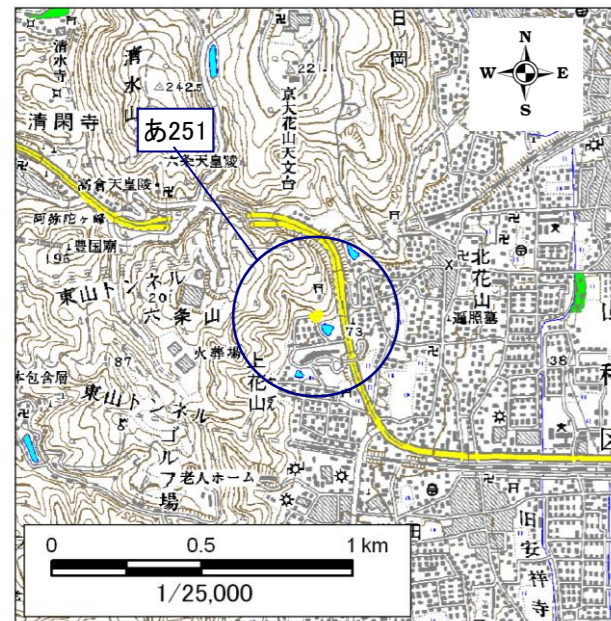 日ノ岡
N
W E
S
清水寺
清水山
242.5
221
京大花山天文台
あ251
清閑寺
六条天皇陵
高倉天皇陵
阿弥陀ヶ峰
豊国廟
196
東山トンネル
201
六条山
北花山
遍照墓
73
38
山科区
87
火葬場
上花山
東山トンネル
ゴルフ場
老人ホーム
旧安祥寺
0 0.5 1 km
1/25,000